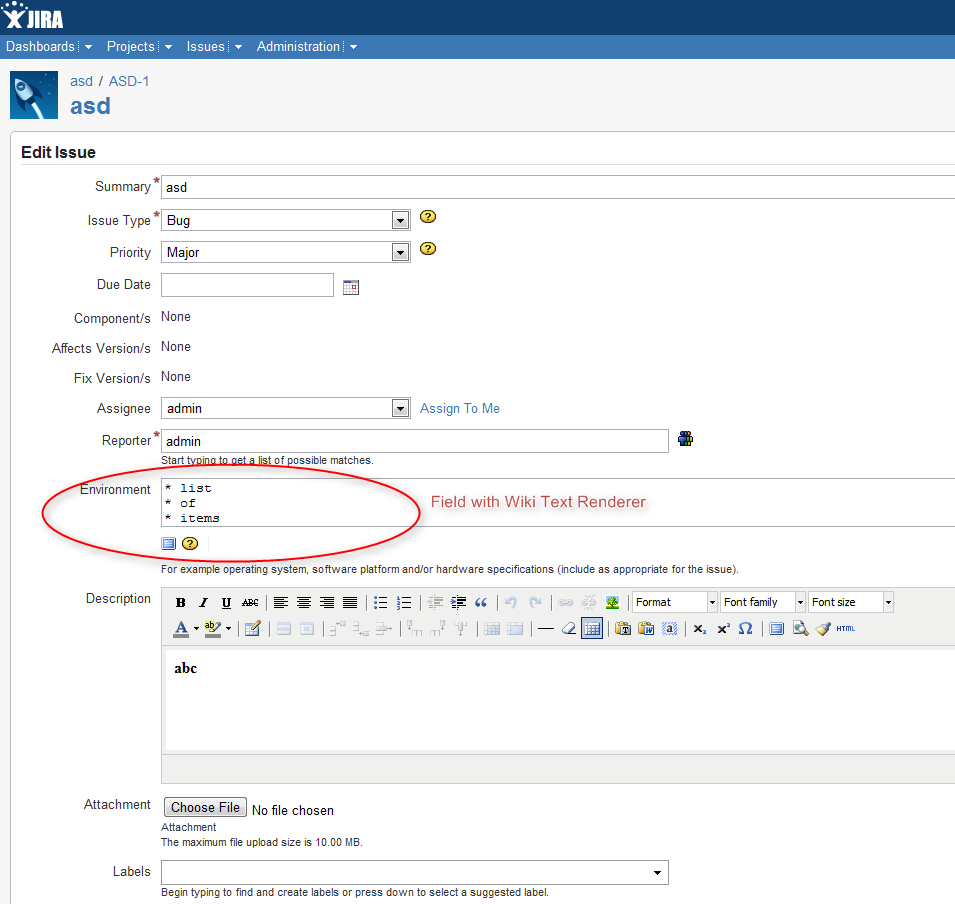 JIRA
Dashboards Projects Issues Administration
asd / ASD-1
asd
Edit Issue
Summary* asd
Issue Type* Bug ?
Priority Major ?
Due Date
Component/s None
Affects Version/s None
Fix Version/s None
Assignee admin Assign To Me
Reporter* admin
Start typing to get a list of possible matches.
Environment * list
* of
* items
Field with Wiki Text Renderer
?
For example operating system, software platform and/or hardware specifications (include as appropriate for the issue).
Description B I U ABC Format Font family Font size
A ab T W a x₂ x² Ω HTML
abc
Attachment Choose File No file chosen
Attachment
The maximum file upload size is 10.00 MB.
Labels
Begin typing to find and create labels or press down to select a suggested label.